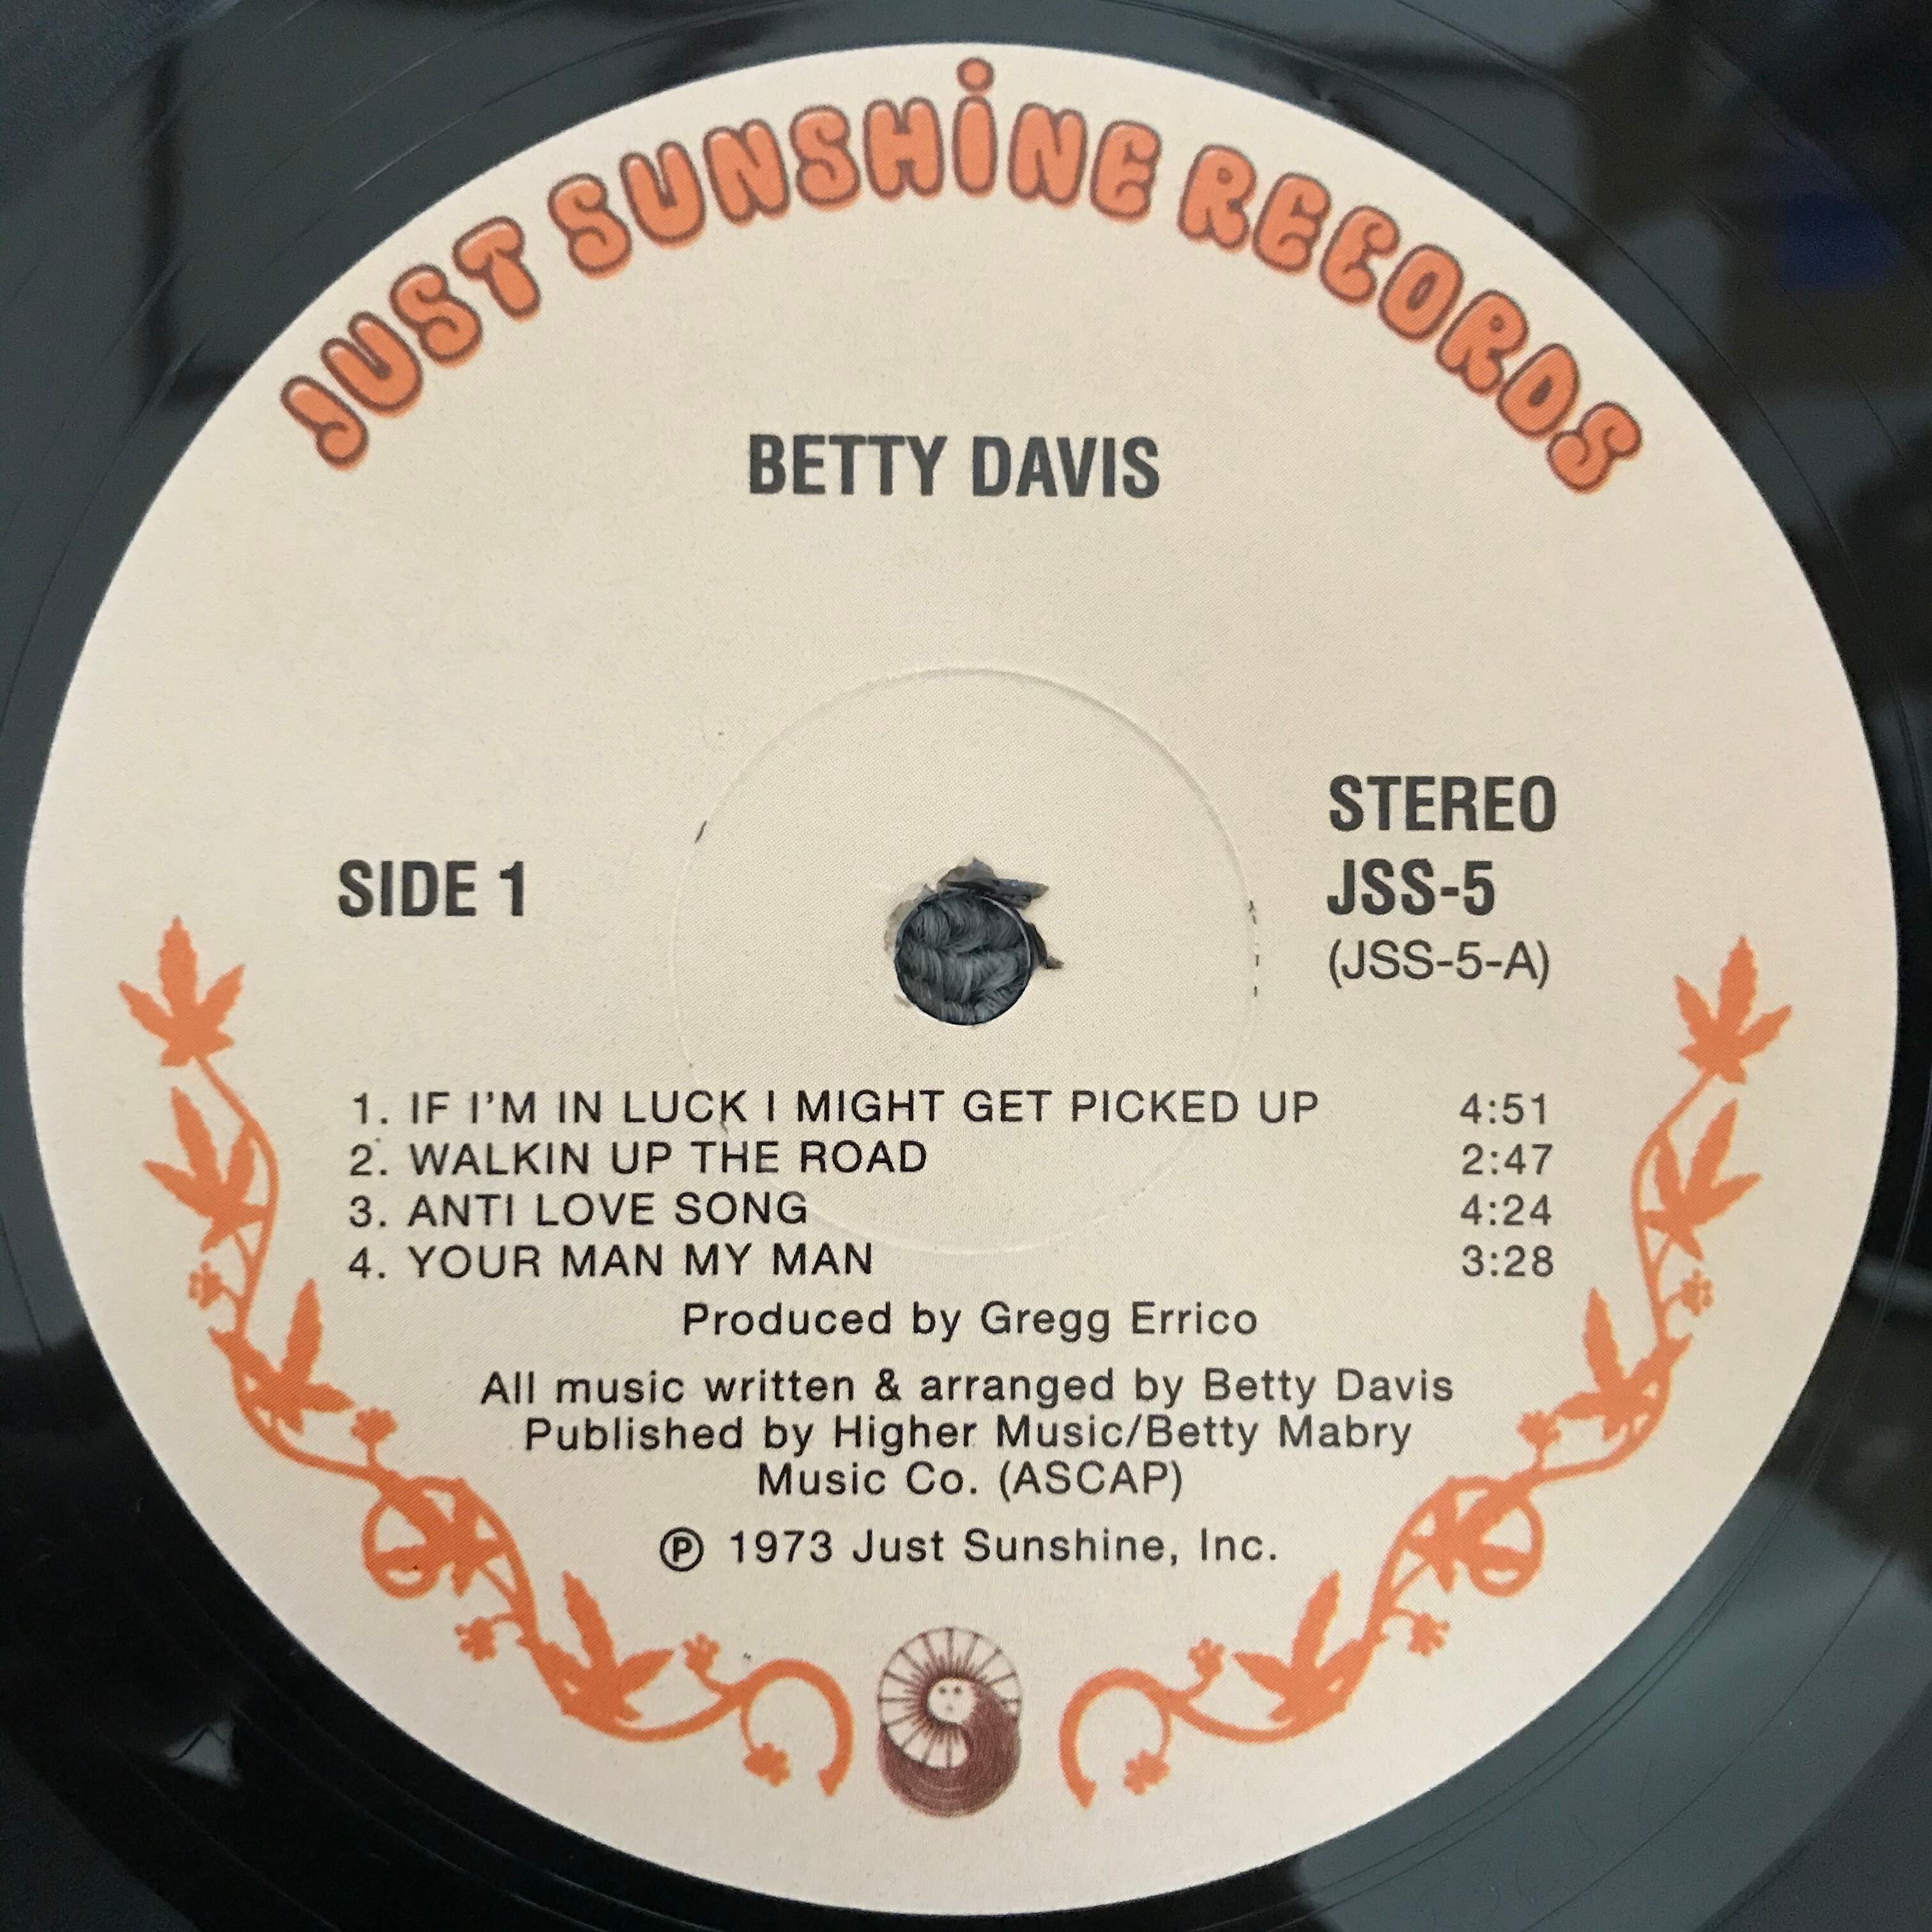 JUST SUNSHINE RECORDS
BETTY DAVIS
SIDE 1
STEREO
JSS-5
(JSS-5-A)
1. IF I'M IN LUCK I MIGHT GET PICKED UP 4:51
2. WALKIN UP THE ROAD 2:47
3. ANTI LOVE SONG 4:24
4. YOUR MAN MY MAN 3:28
Produced by Gregg Errico
All music written & arranged by Betty Davis
Published by Higher Music/Betty Mabry
Music Co. (ASCAP)
℗ 1973 Just Sunshine, Inc.